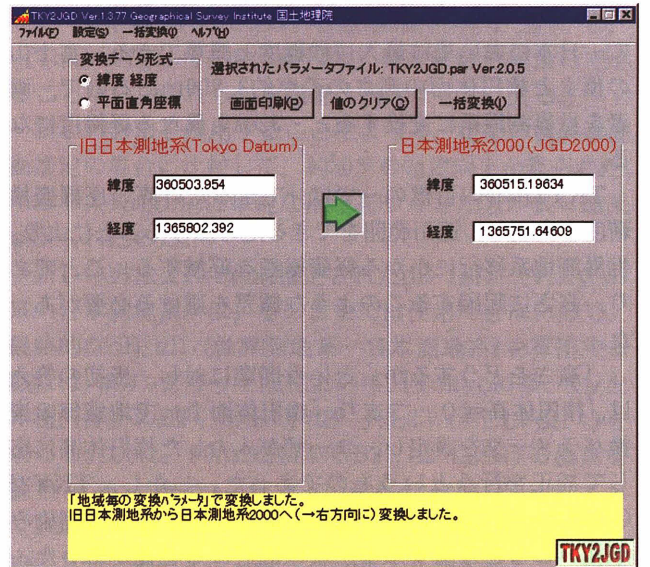 TKY2JGD Ver.1.3.77 Geographical Survey Institute 国土地理院
ファイル(F) 設定(S) 一括変換(I) ヘルプ(H)
変換データ形式
緯度 経度
平面直角座標
選択されたパラメータファイル: TKY2JGD.par Ver.2.0.5
画面印刷(P) 値のクリア(C) 一括変換(I)
旧日本測地系(Tokyo Datum)
緯度 360503.954
経度 1365802.392
日本測地系2000(JGD2000)
緯度 360515.19634
経度 1365751.64609
「地域毎の変換パラメータ」で変換しました。
旧日本測地系から日本測地系2000へ(→右方向に)変換しました。
TKY2JGD